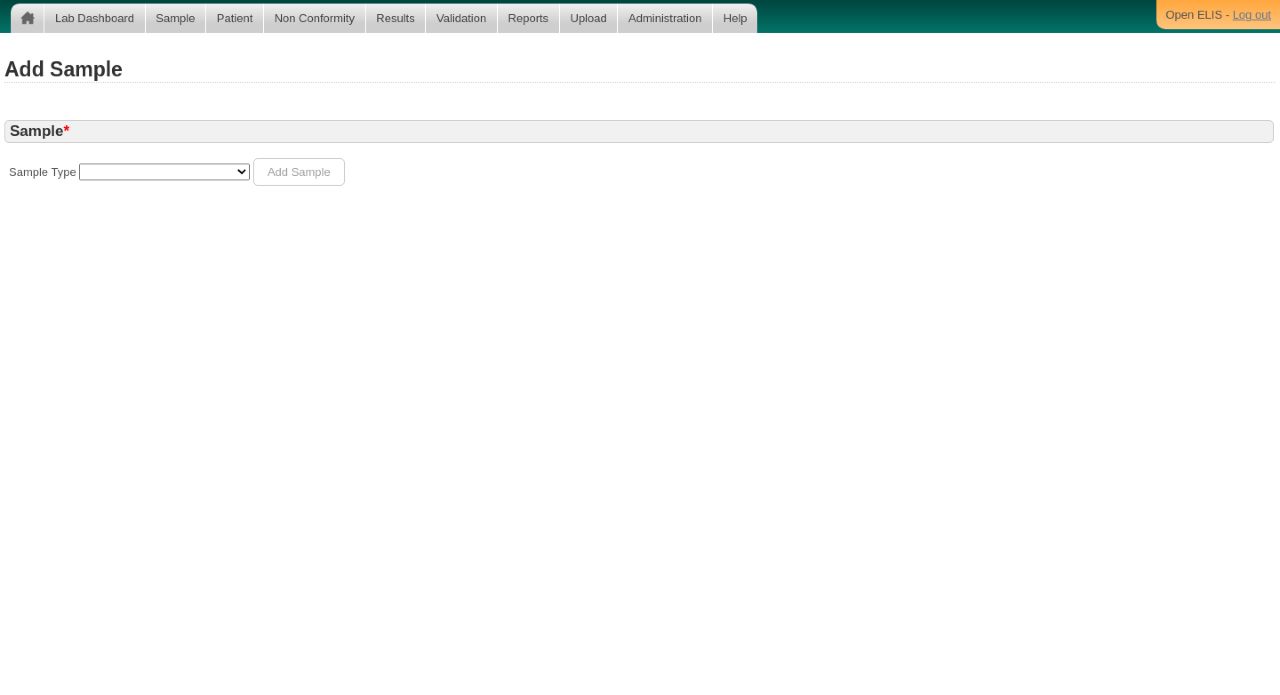 Lab Dashboard Sample Patient Non Conformity Results Validation Reports Upload Administration Help Open ELIS - Log out
Add Sample
Sample*
Sample Type Add Sample